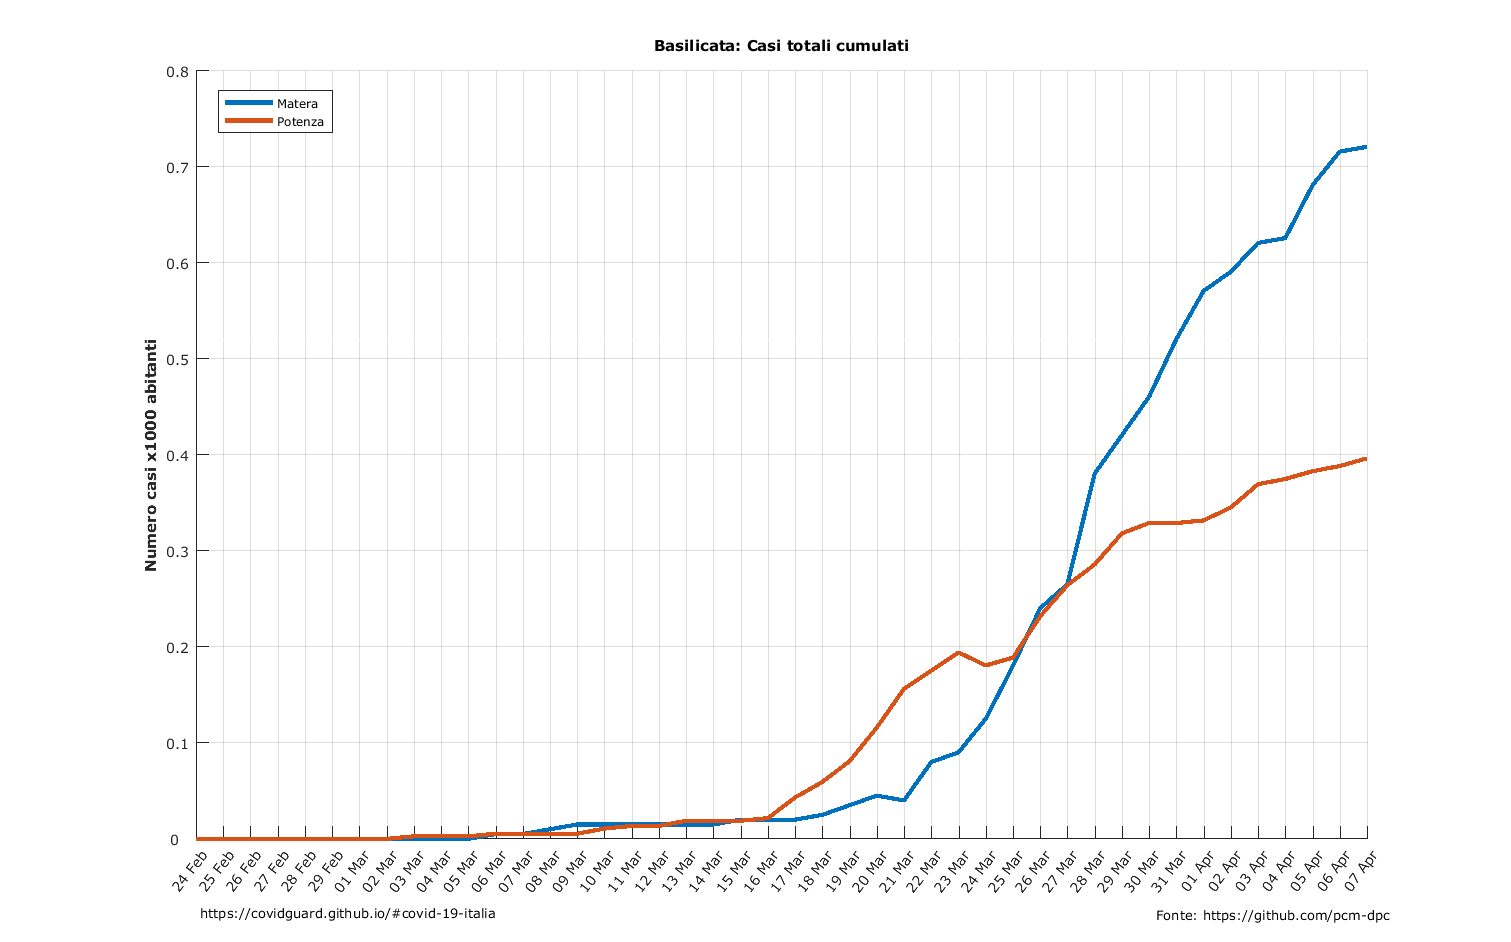 Basilicata: Casi totali cumulati
Matera
Potenza
Numero casi x1000 abitanti
0.8
0.7
0.6
0.5
0.4
0.3
0.2
0.1
0
24 Feb
25 Feb
26 Feb
27 Feb
28 Feb
29 Feb
01 Mar
02 Mar
03 Mar
04 Mar
05 Mar
06 Mar
07 Mar
08 Mar
09 Mar
10 Mar
11 Mar
12 Mar
13 Mar
14 Mar
15 Mar
16 Mar
17 Mar
18 Mar
19 Mar
20 Mar
21 Mar
22 Mar
23 Mar
24 Mar
25 Mar
26 Mar
27 Mar
28 Mar
29 Mar
30 Mar
31 Mar
01 Apr
02 Apr
03 Apr
04 Apr
05 Apr
06 Apr
07 Apr
https://covidguard.github.io/#covid-19-italia
Fonte: https://github.com/pcm-dpc